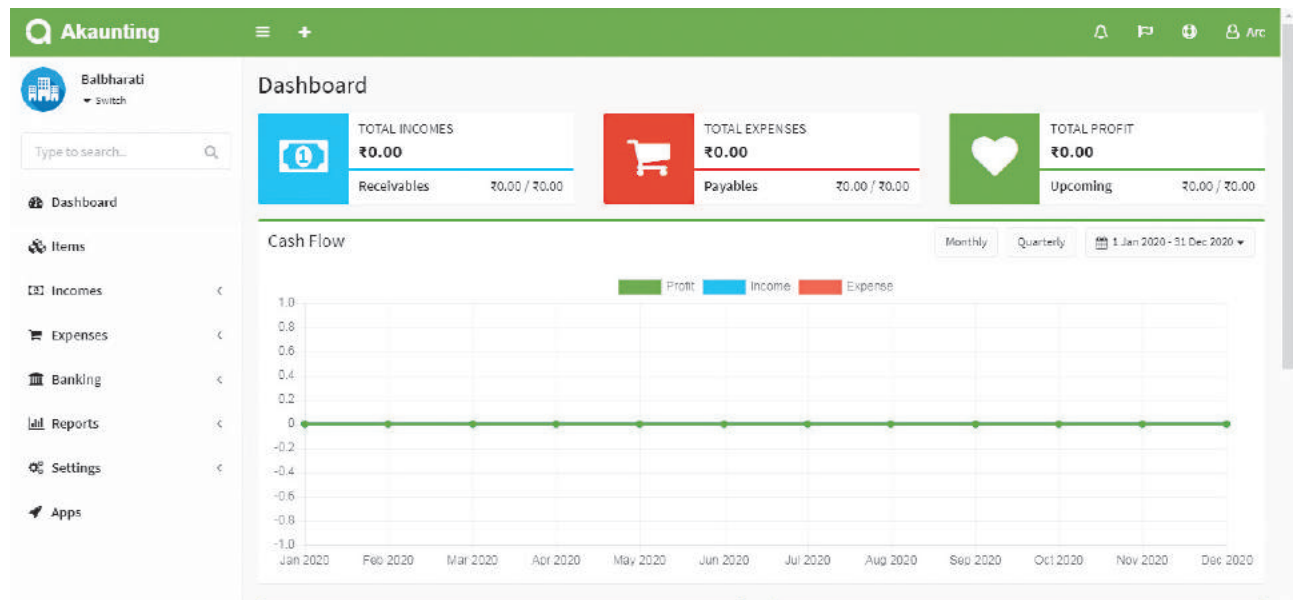 Akaunting
Arc
Balbharati
Switch
Type to search...
Dashboard
Items
Incomes
Expenses
Banking
Reports
Settings
Apps
Dashboard
TOTAL INCOMES
₹0.00
Receivables ₹0.00 / ₹0.00
TOTAL EXPENSES
₹0.00
Payables ₹0.00 / ₹0.00
TOTAL PROFIT
₹0.00
Upcoming ₹0.00 / ₹0.00
Cash Flow
Monthly Quarterly 1 Jan 2020 - 31 Dec 2020
Profit Income Expense
1.0
0.8
0.6
0.4
0.2
0
-0.2
-0.4
-0.6
-0.8
-1.0
Jan 2020 Feb 2020 Mar 2020 Apr 2020 May 2020 Jun 2020 Jul 2020 Aug 2020 Sep 2020 Oct 2020 Nov 2020 Dec 2020